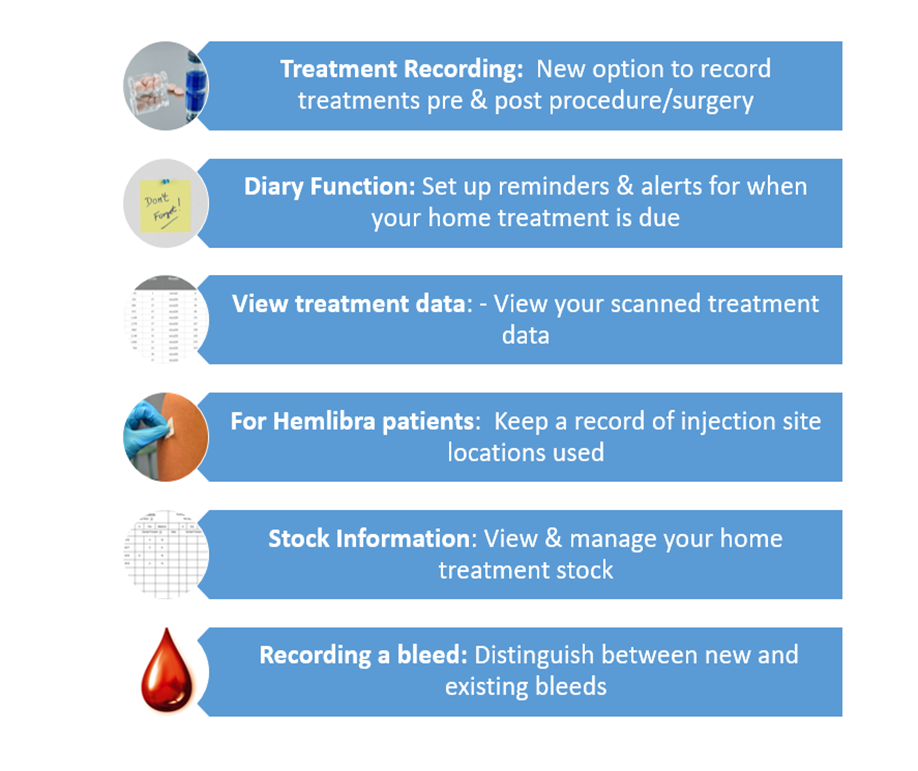 Treatment Recording:  New option to record
treatments pre & post procedure/surgery
Diary Function: Set up reminders & alerts for when
your home treatment is due
Don't
Forget!
View treatment data: - View your scanned treatment
data
For Hemlibra patients:  Keep a record of injection site
locations used
Stock Information: View & manage your home
treatment stock
Recording a bleed: Distinguish between new and
existing bleeds